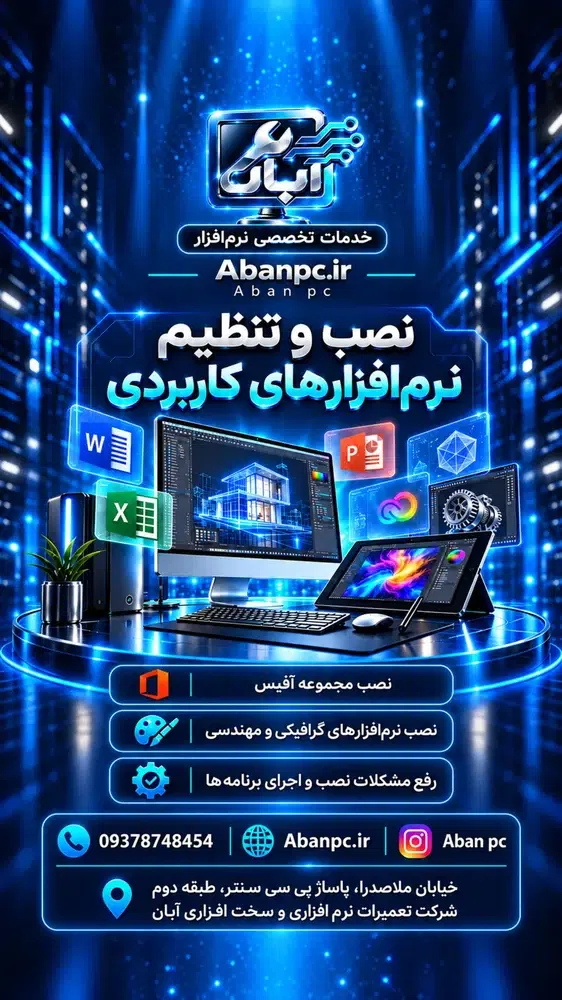 آبان
خدمات تخصصی نرم‌افزار
Abanpc.ir
Aban pc
نصب و تنظیم
نرم‌افزارهای کاربردی
W
P
X
نصب مجموعه آفیس
نصب نرم‌افزارهای گرافیکی و مهندسی
رفع مشکلات نصب و اجرای برنامه‌ها
09378748454
Abanpc.ir
Aban pc
خیابان ملاصدرا، پاساژ پی سی سنتر، طبقه دوم
شرکت تعمیرات نرم افزاری و سخت افزاری آبان